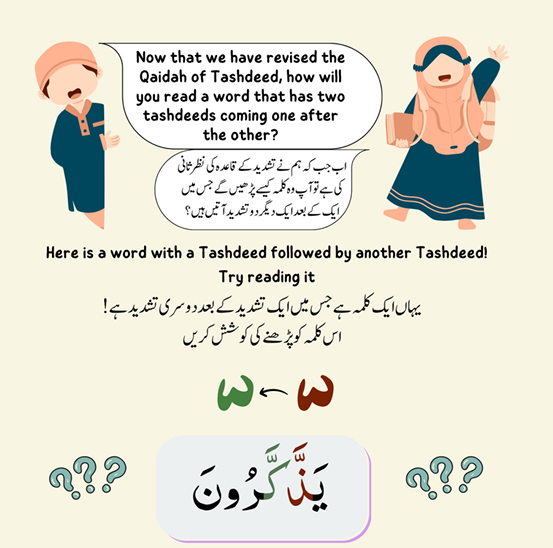 Now that we have revised the
Qaidah of Tashdeed, how will
you read a word that has two
tashdeeds coming one after
the other?
اب جب کہ ہم نے تشدید کے قاعدہ کی نظر ثانی
کی ہے تو آپ وہ کلمہ کیسے پڑھیں گے جس میں
ایک کے بعد ایک دیگر دو تشدید آتیں ہیں؟
Here is a word with a Tashdeed followed by another Tashdeed!
Try reading it
یہاں ایک کلمہ ہے جس میں ایک تشدید کے بعد دوسری تشدید ہے!
اس کلمہ کو پڑھنے کی کوشش کریں
ّ ← ّ
??? يَذَّكَّرُونَ ???